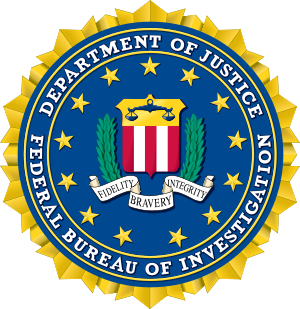 DEPARTMENT OF JUSTICE
FIDELITY
BRAVERY
INTEGRITY
FEDERAL BUREAU OF INVESTIGATION